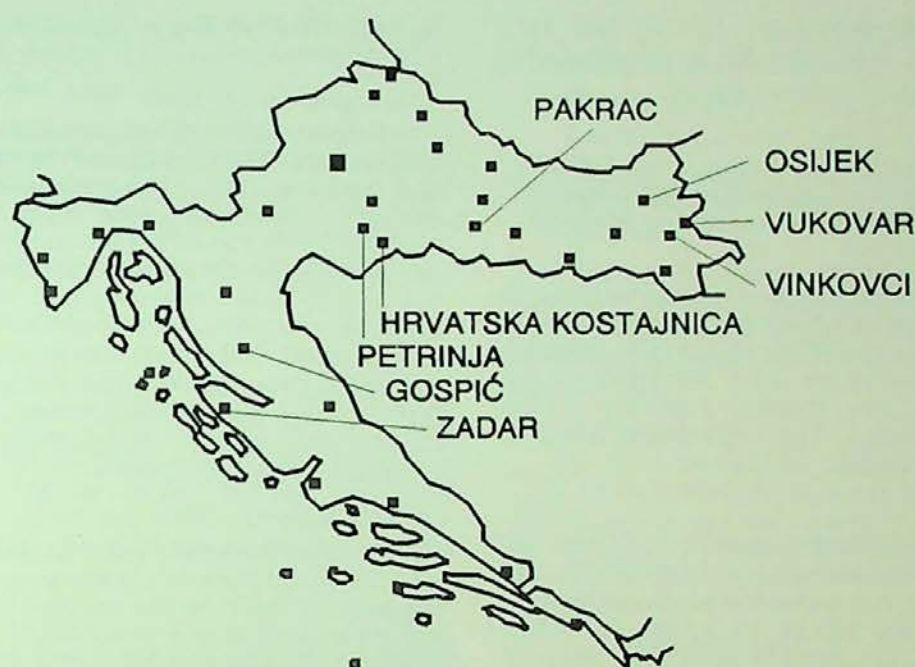 PAKRAC
OSIJEK
VUKOVAR
VINKOVCI
HRVATSKA KOSTAJNICA
PETRINJA
GOSPIĆ
ZADAR